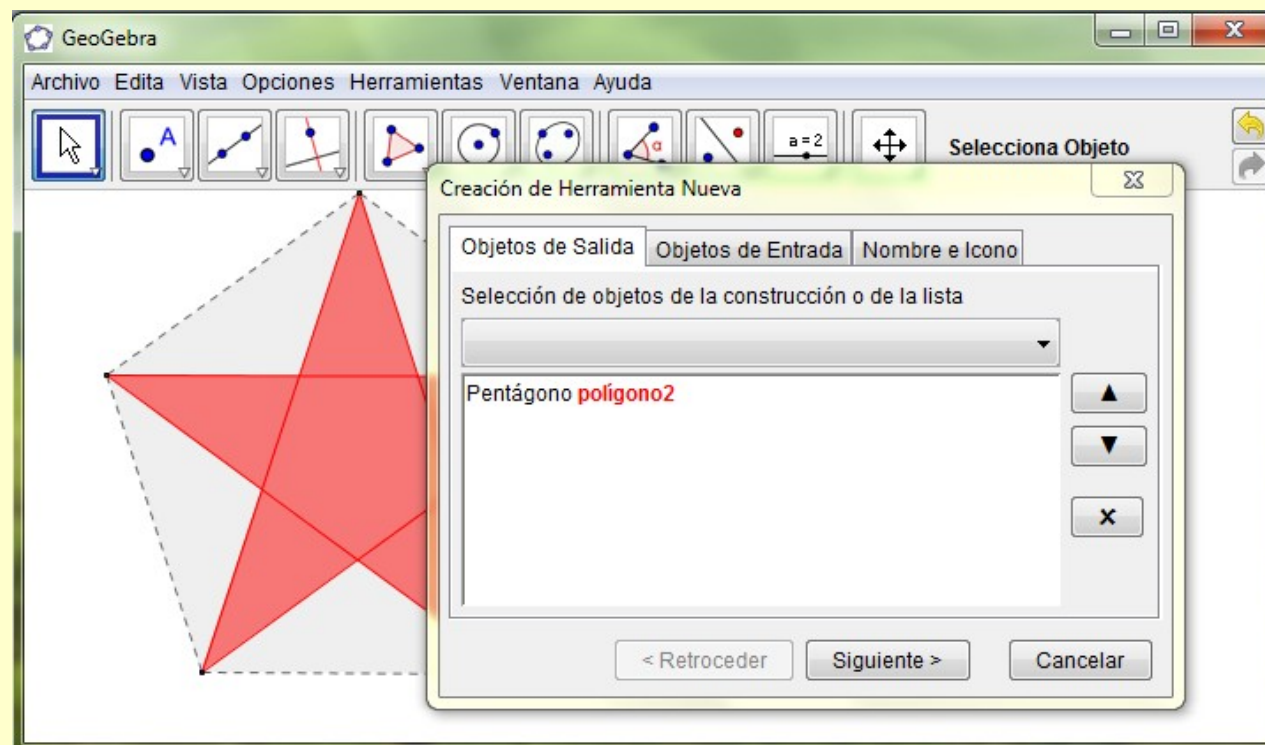 GeoGebra
Archivo Edita Vista Opciones Herramientas Ventana Ayuda
A
α
a=2
Selecciona Objeto
Creación de Herramienta Nueva
Objetos de Salida Objetos de Entrada Nombre e Icono
Selección de objetos de la construcción o de la lista
Pentágono polígono2
< Retroceder Siguiente > Cancelar